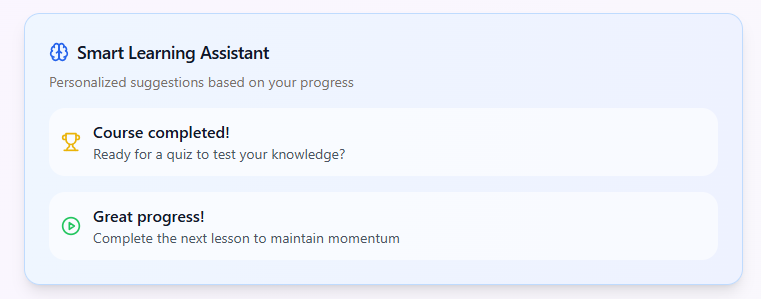 Smart Learning Assistant
Personalized suggestions based on your progress
Course completed!
Ready for a quiz to test your knowledge?
Great progress!
Complete the next lesson to maintain momentum